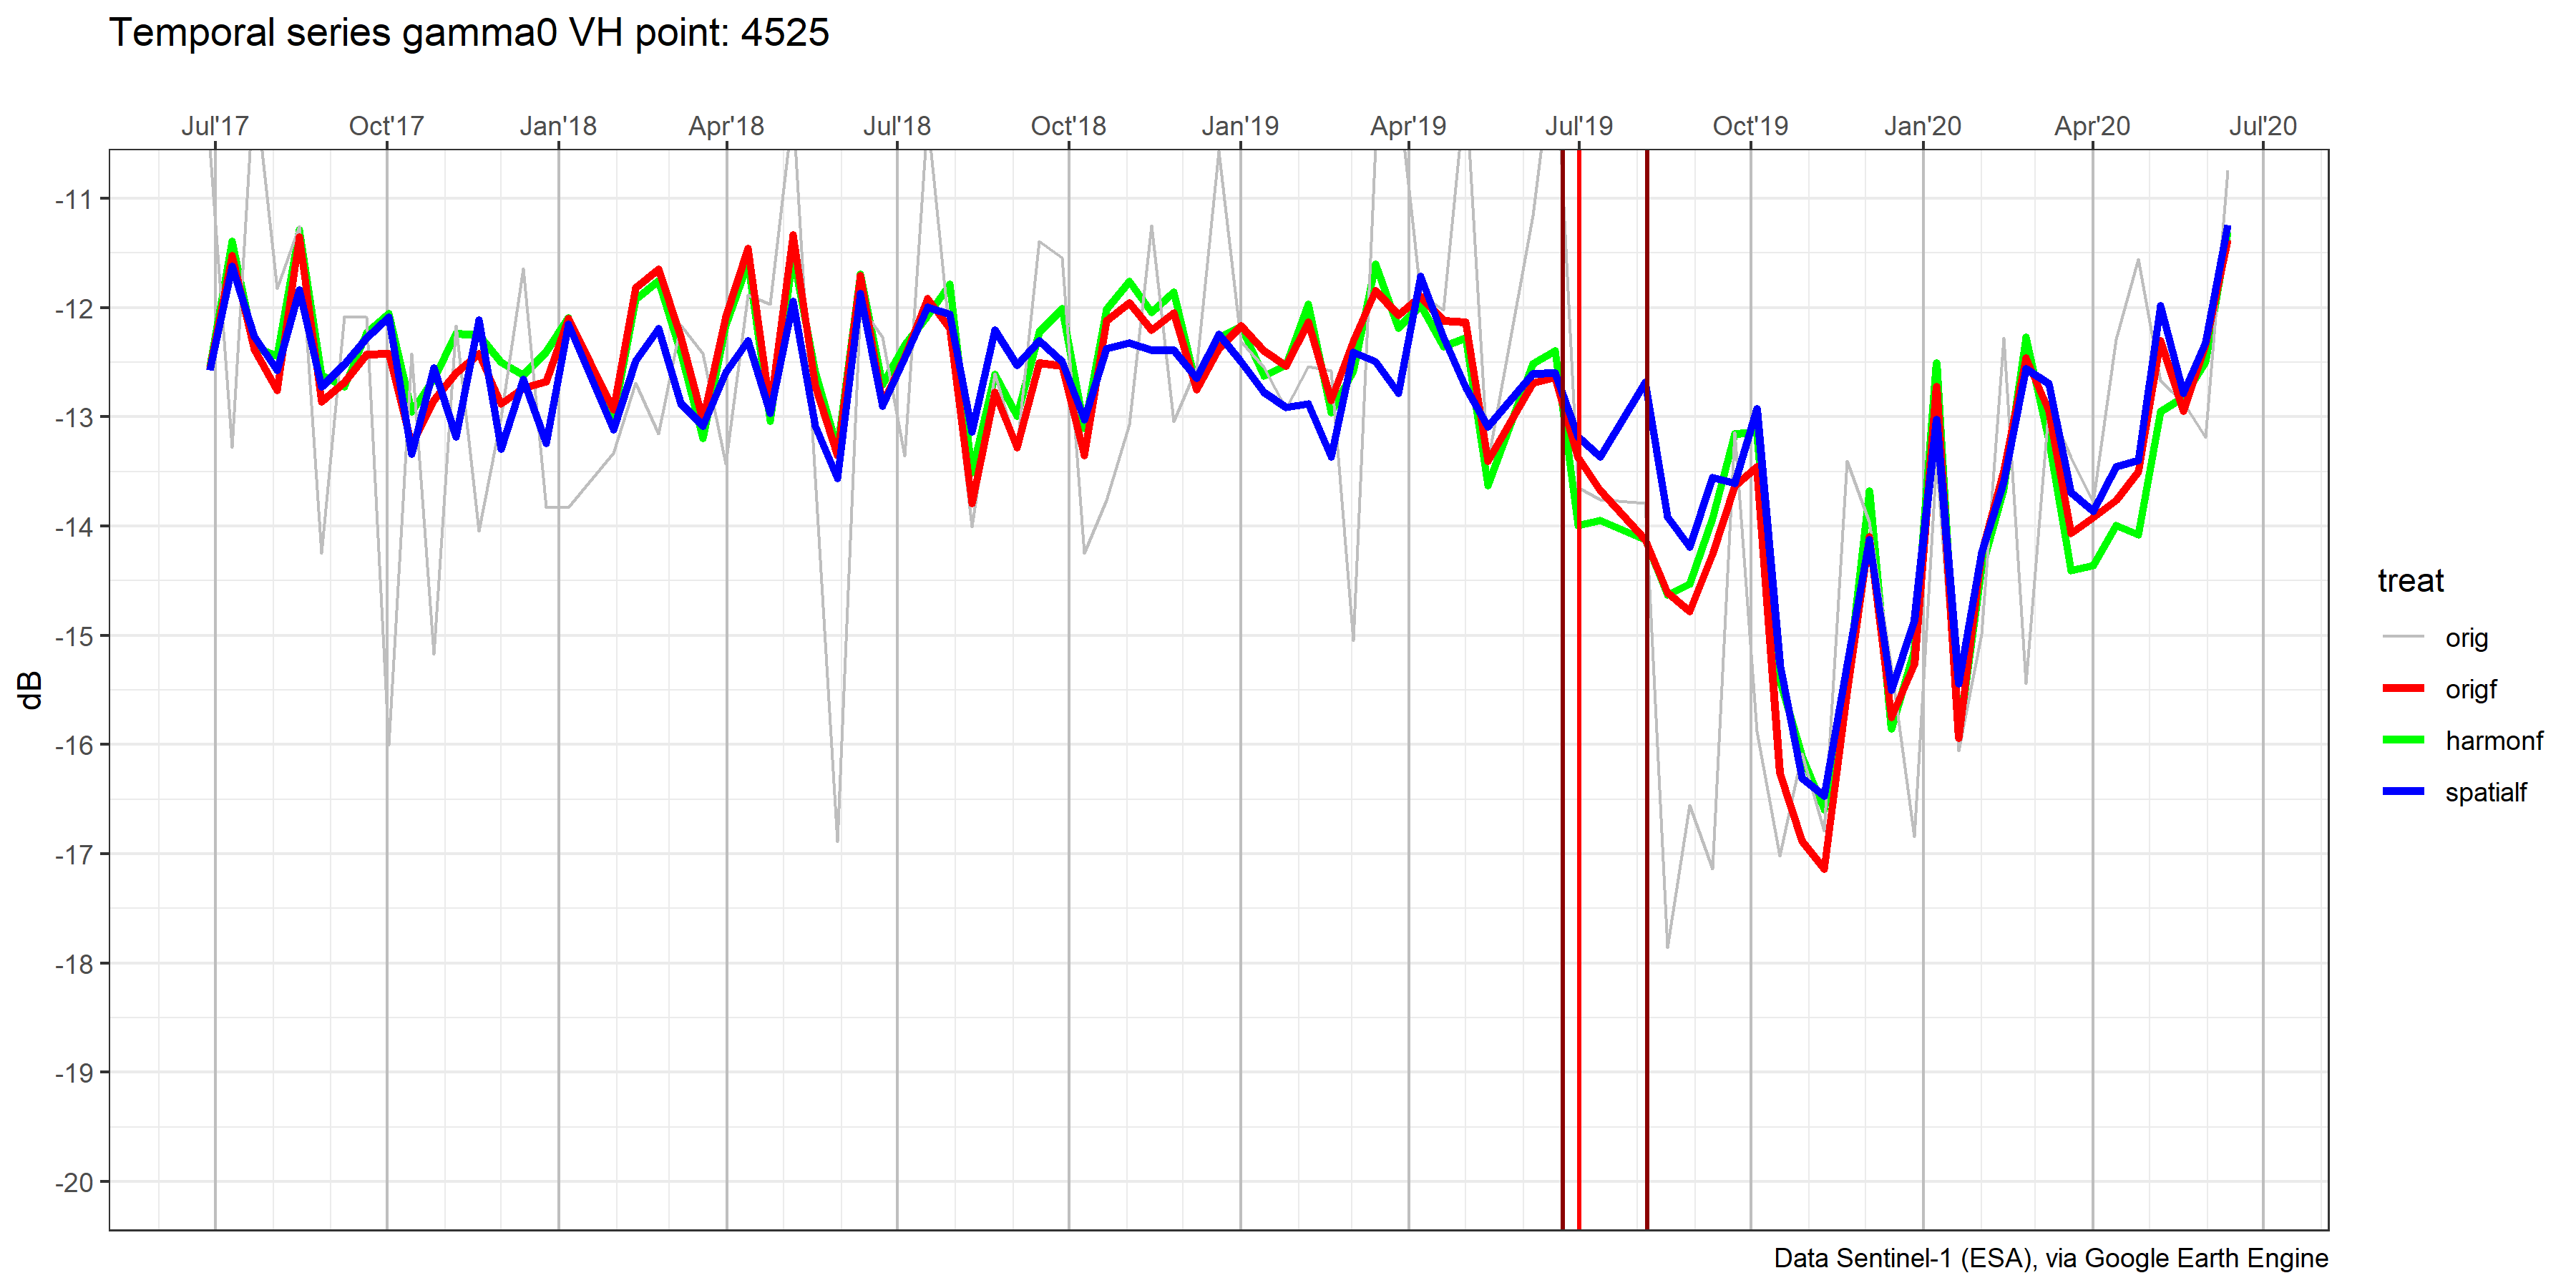 Temporal series gamma0 VH point: 4525
Jul'17 Oct'17 Jan'18 Apr'18 Jul'18 Oct'18 Jan'19 Apr'19 Jul'19 Oct'19 Jan'20 Apr'20 Jul'20
-11
-12
-13
-14
-15
-16
-17
-18
-19
-20
dB
treat
orig
origf
harmonf
spatialf
Data Sentinel-1 (ESA), via Google Earth Engine